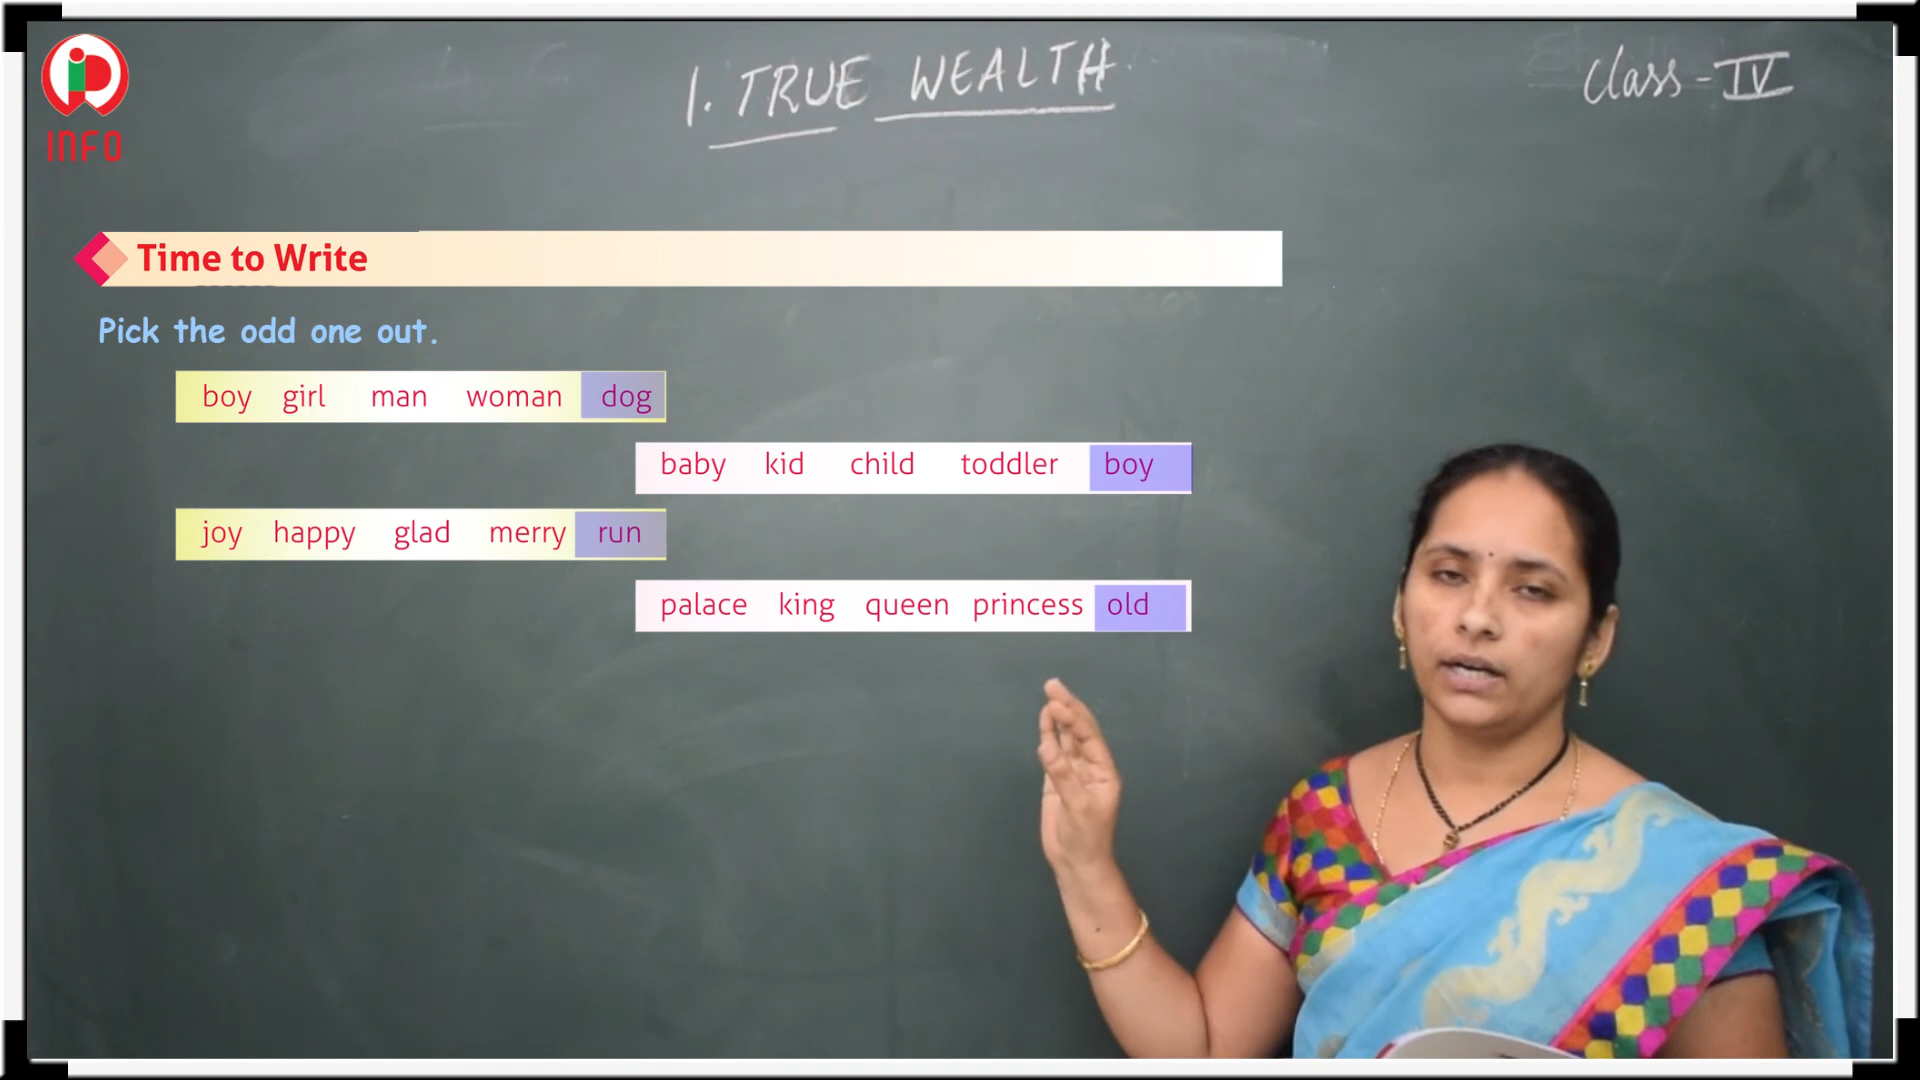 INFO
1. TRUE WEALTH
Class - IV
Time to Write
Pick the odd one out.
boy girl man woman dog
baby kid child toddler boy
joy happy glad merry run
palace king queen princess old